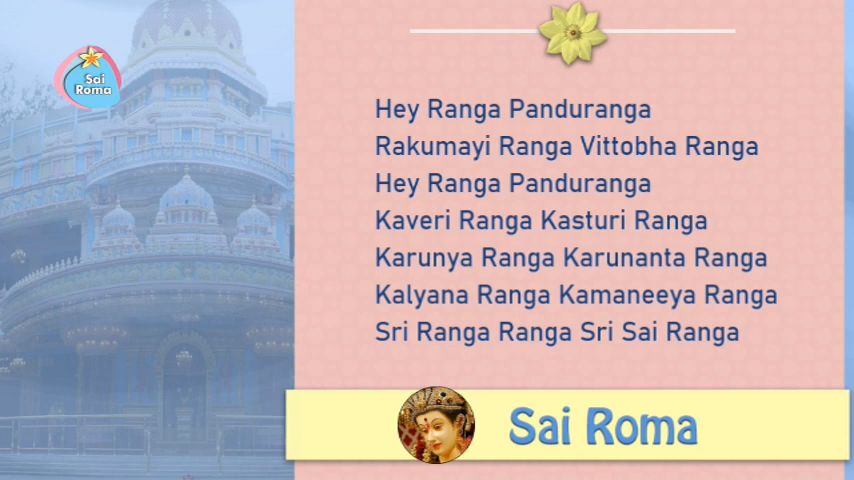 Sai
Roma
Hey Ranga Panduranga
Rakumayi Ranga Vittobha Ranga
Hey Ranga Panduranga
Kaveri Ranga Kasturi Ranga
Karunya Ranga Karunanta Ranga
Kalyana Ranga Kamaneeya Ranga
Sri Ranga Ranga Sri Sai Ranga
Sai Roma